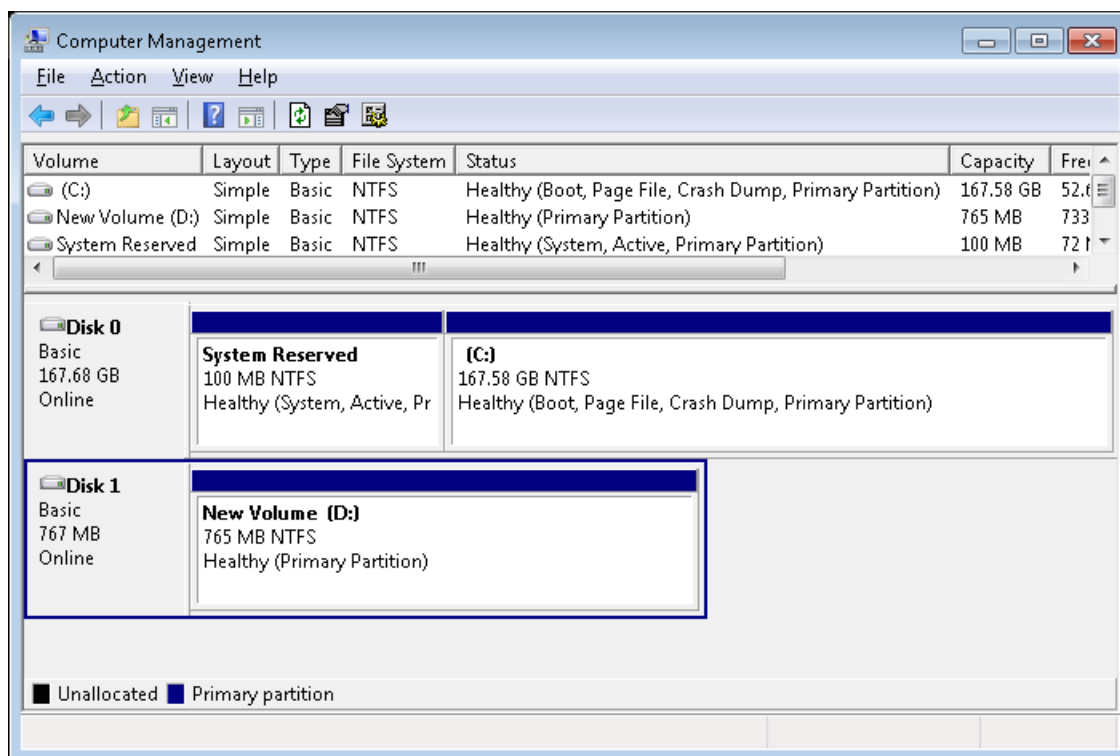 Computer Management
File Action View Help
Volume Layout Type File System Status Capacity
(C:) Simple Basic NTFS Healthy (Boot, Page File, Crash Dump, Primary Partition) 167.58 GB
New Volume (D:) Simple Basic NTFS Healthy (Primary Partition) 765 MB 733
System Reserved Simple Basic NTFS Healthy (System, Active, Primary Partition) 100 MB 72
Disk 0
Basic
167.68 GB
Online
System Reserved
100 MB NTFS
Healthy (System, Active, Pr
(C:)
167.58 GB NTFS
Healthy (Boot, Page File, Crash Dump, Primary Partition)
Disk 1
Basic
767 MB
Online
New Volume (D:)
765 MB NTFS
Healthy (Primary Partition)
Unallocated Primary partition